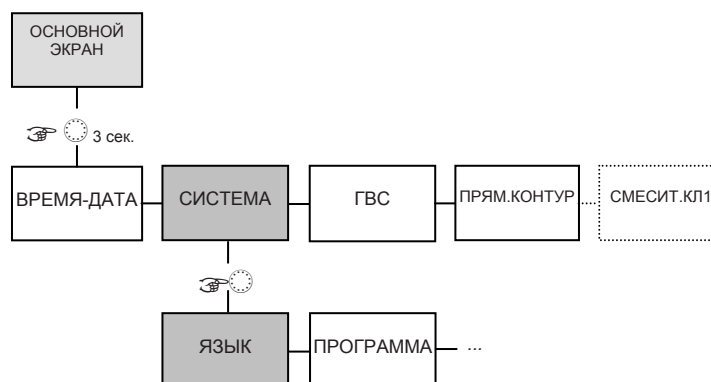 ОСНОВНОЙ
ЭКРАН
3 сек.
ВРЕМЯ-ДАТА
СИСТЕМА
ГВС
ПРЯМ.КОНТУР
СМЕСИТ.КЛ1
ЯЗЫК
ПРОГРАММА
...